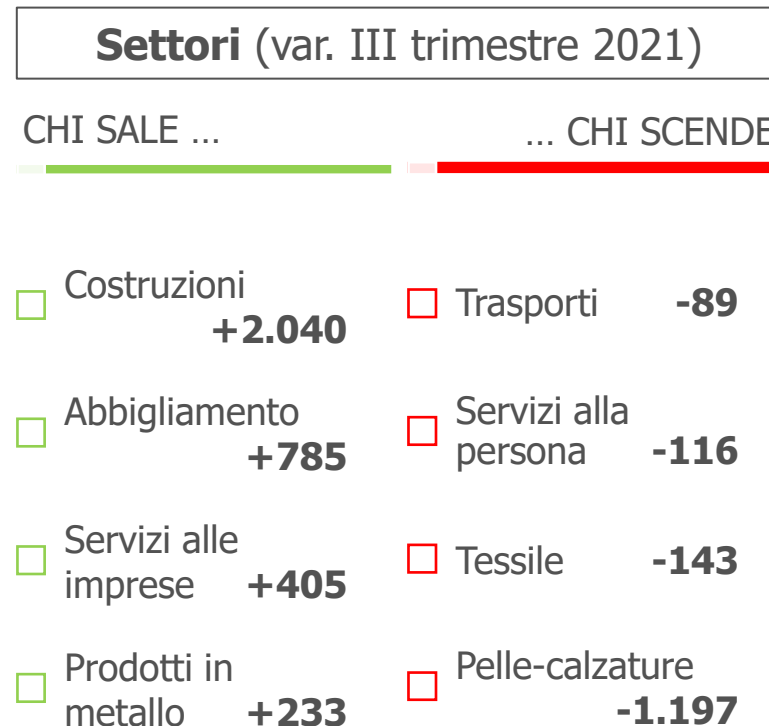 Settori (var. III trimestre 2021)
CHI SALE …
… CHI SCENDE
Costruzioni
+2.040
Abbigliamento
+785
Servizi alle
imprese +405
Prodotti in
metallo +233
Trasporti -89
Servizi alla
persona -116
Tessile -143
Pelle-calzature
-1.197